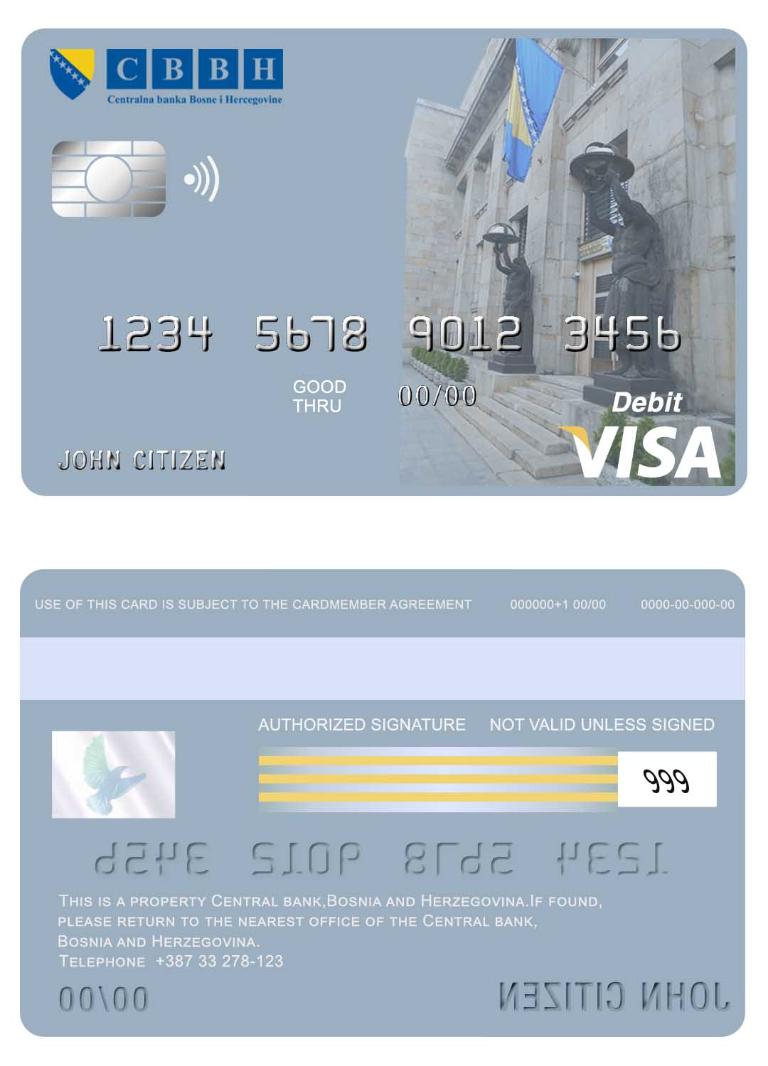 CBBH
Centralna banka Bosne i Hercegovine
1234 5678 9012 3456
GOOD
THRU
00/00
Debit
VISA
JOHN CITIZEN
USE OF THIS CARD IS SUBJECT TO THE CARDMEMBER AGREEMENT 000000+1 00/00 0000-00-000-00
AUTHORIZED SIGNATURE NOT VALID UNLESS SIGNED
999
1234 5678 9012 3456
THIS IS A PROPERTY CENTRAL BANK,BOSNIA AND HERZEGOVINA.IF FOUND,
PLEASE RETURN TO THE NEAREST OFFICE OF THE CENTRAL BANK,
BOSNIA AND HERZEGOVINA.
TELEPHONE +387 33 278-123
00/00
JOHN CITIZEN